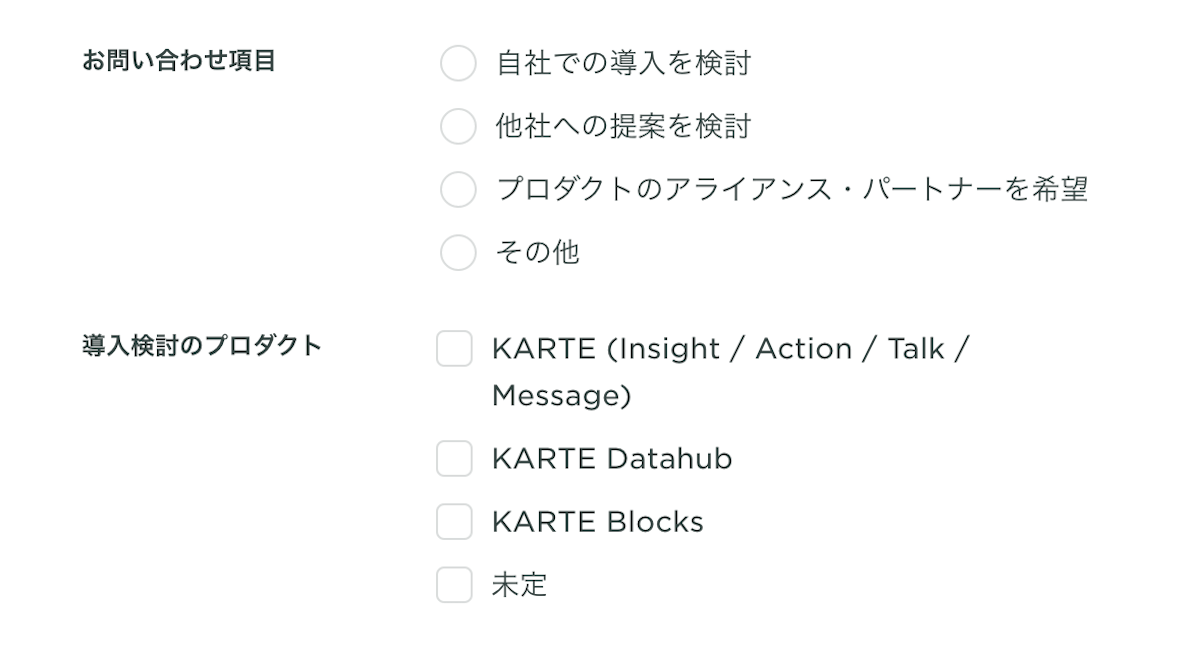 お問い合わせ項目
自社での導入を検討
他社への提案を検討
プロダクトのアライアンス・パートナーを希望
その他
導入検討のプロダクト
KARTE (Insight / Action / Talk /
Message)
KARTE Datahub
KARTE Blocks
未定